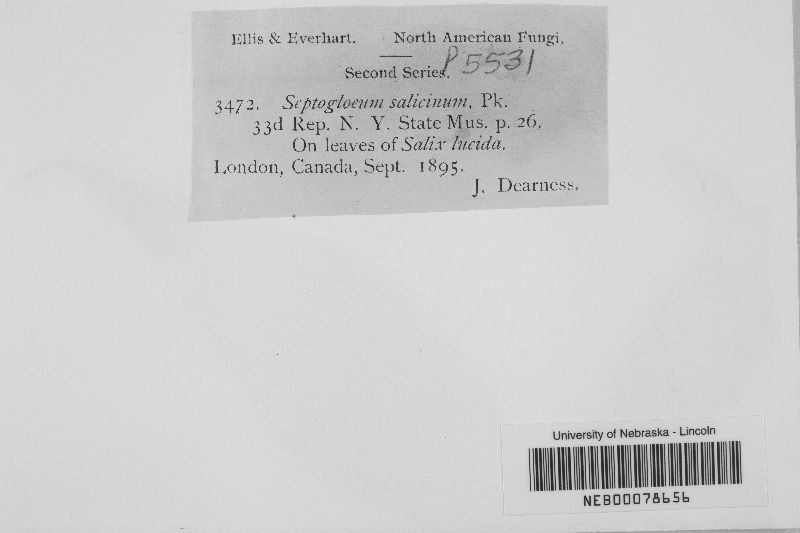 Ellis & Everhart. North American Fungi.
Second Series. P 5531
3472. Septogloeum salicinum, Pk.
33d Rep. N. Y. State Mus. p. 26.
On leaves of Salix lucida.
London, Canada, Sept. 1895.
J. Dearness.
University of Nebraska - Lincoln
NEB00078656